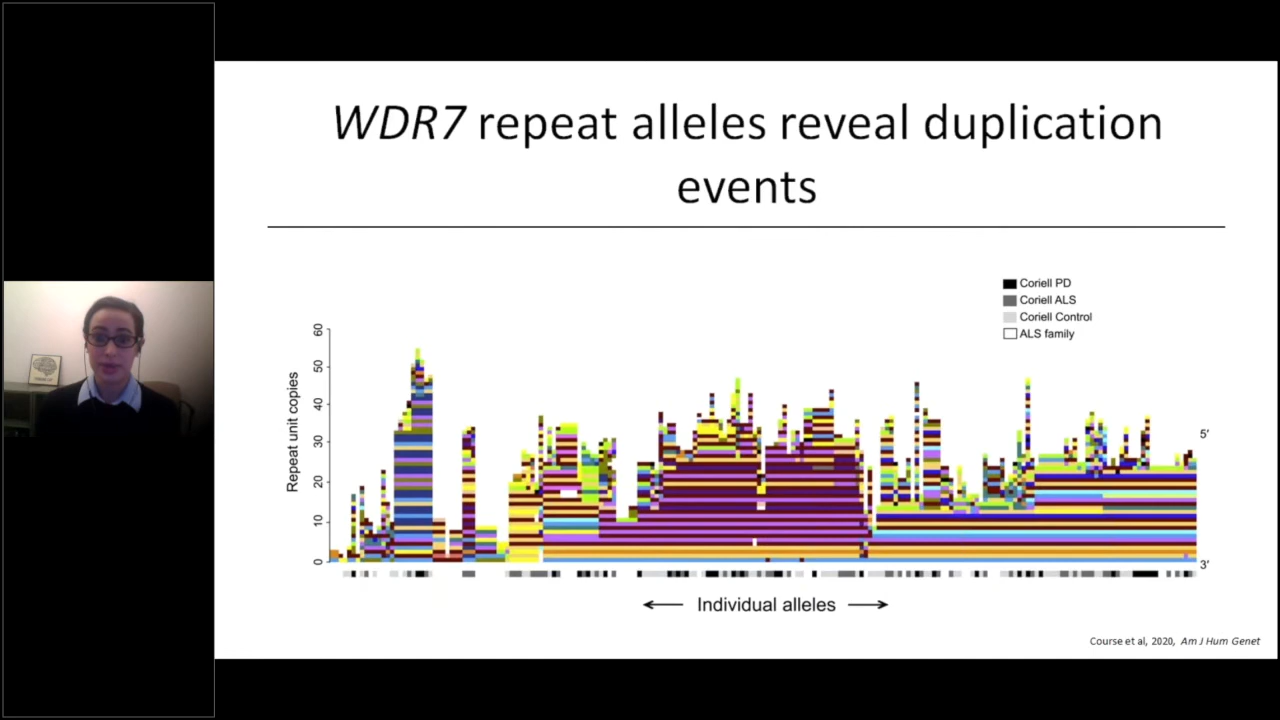 WDR7 repeat alleles reveal duplication
events
Coriell PD
Coriell ALS
Coriell Control
ALS family
Repeat unit copies
60
50
40
30
20
10
0
5′
3′
Individual alleles
Course et al, 2020, Am J Hum Genet